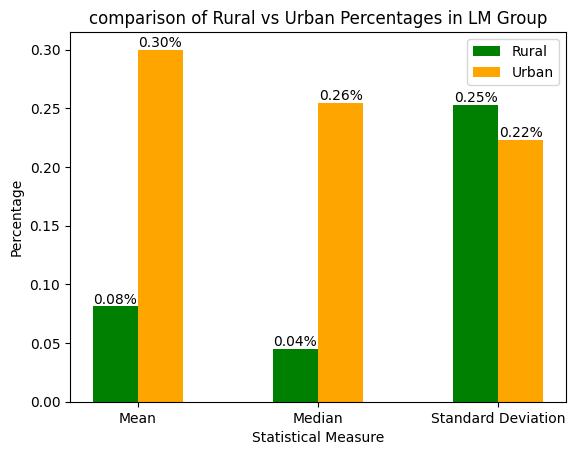 comparison of Rural vs Urban Percentages in LM Group
Rural
Urban
0.30%
0.26%
0.25%
0.22%
0.08%
0.04%
0.30
0.25
0.20
0.15
0.10
0.05
0.00
Percentage
Mean
Median
Standard Deviation
Statistical Measure